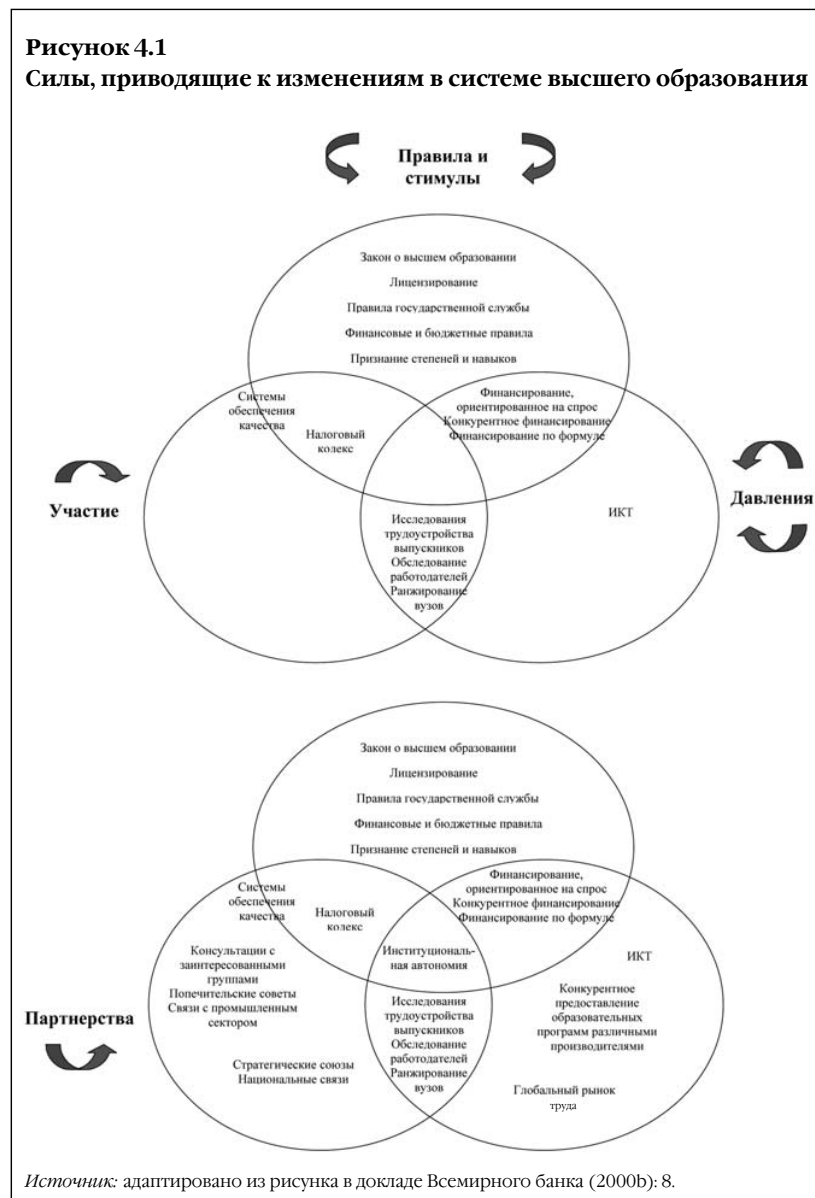 Рисунок 4.1
Силы, приводящие к изменениям в системе высшего образования
Правила и
стимулы
Закон о высшем образовании
Лицензирование
Правила государственной службы
Финансовые и бюджетные правила
Признание степеней и навыков
Системы
обеспечения
качества
Налоговый
колекс
Финансирование,
ориентированное на спрос
Конкурентное финансирование
Финансирование по формуле
Участие
Исследования
трудоустройства
выпускников
Обследование
работодателей
Ранжирование
вузов
ИКТ
Давления
Закон о высшем образовании
Лицензирование
Правила государственной службы
Финансовые и бюджетные правила
Признание степеней и навыков
Системы
обеспечения
качества
Налоговый
колекс
Финансирование,
ориентированное на спрос
Конкурентное финансирование
Финансирование по формуле
Консультации с
заинтересованными
группами
Попечительские советы
Связи с промышленным
сектором
Институциональ-
ная автономия
ИКТ
Конкурентное
предоставление
образовательных
программ различными
производителями
Партнерства
Исследования
трудоустройства
выпускников
Обследование
работодателей
Ранжирование
вузов
Стратегические союзы
Национальные связи
Глобальный рынок
труда
Источник: адаптировано из рисунка в докладе Всемирного банка (2000b): 8.